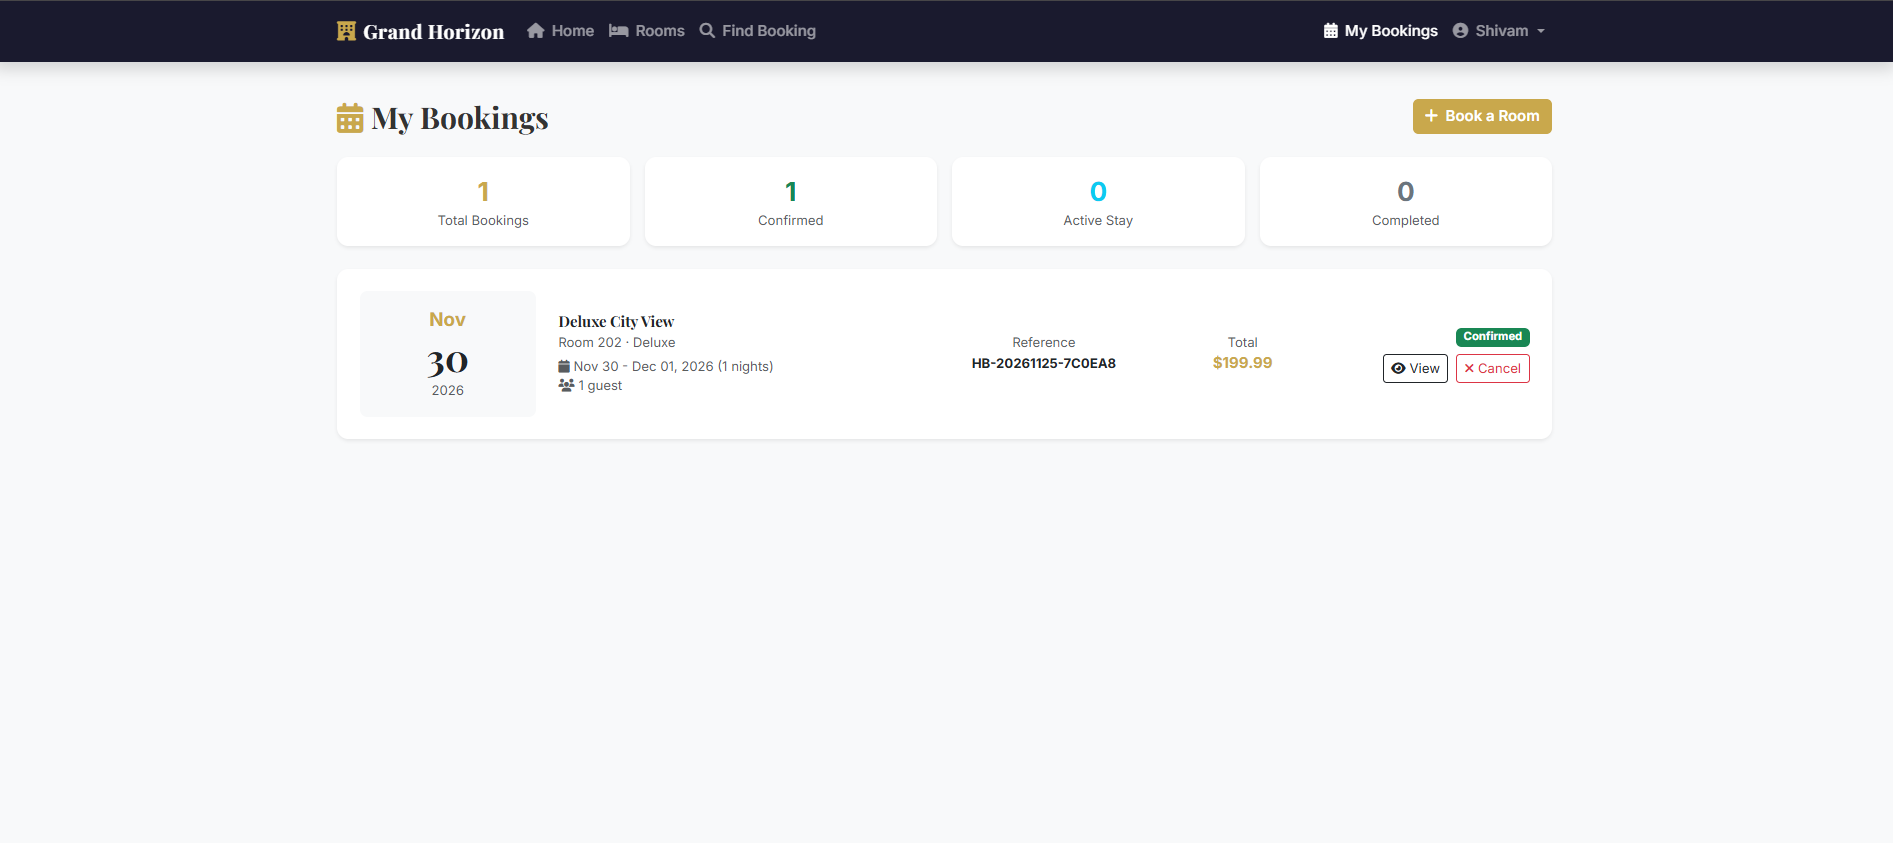 Grand Horizon Home Rooms Find Booking My Bookings Shivam
My Bookings
+ Book a Room
1
Total Bookings
1
Confirmed
0
Active Stay
0
Completed
Nov
30
2026
Deluxe City View
Room 202 · Deluxe
Nov 30 - Dec 01, 2026 (1 nights)
1 guest
Reference
HB-20261125-7C0EA8
Total
$199.99
Confirmed
View
Cancel